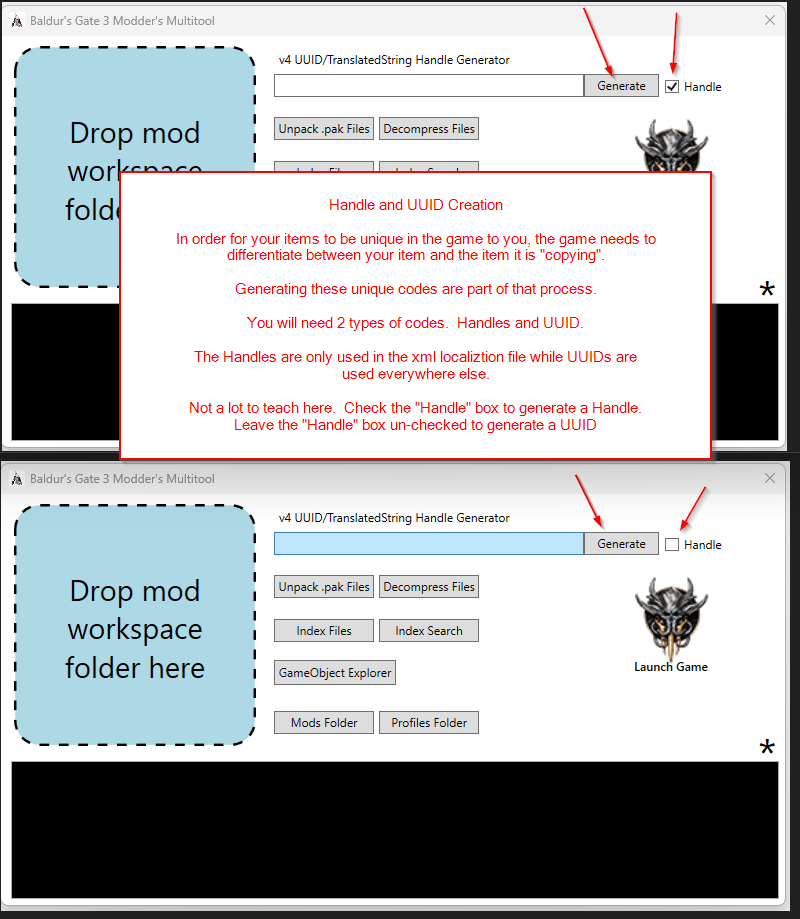 Baldur's Gate 3 Modder's Multitool
v4 UUID/TranslatedString Handle Generator
Generate
Handle
Drop mod
workspace
Unpack .pak Files
Decompress Files
Handle and UUID Creation
In order for your items to be unique in the game to you, the game needs to
differentiate between your item and the item it is "copying".
Generating these unique codes are part of that process.
You will need 2 types of codes.  Handles and UUID.
The Handles are only used in the xml localiztion file while UUIDs are
used everywhere else.
Not a lot to teach here.  Check the "Handle" box to generate a Handle.
Leave the "Handle" box un-checked to generate a UUID
*
Baldur's Gate 3 Modder's Multitool
v4 UUID/TranslatedString Handle Generator
Generate
Handle
Drop mod
workspace
folder here
Unpack .pak Files
Decompress Files
Index Files
Index Search
GameObject Explorer
Mods Folder
Profiles Folder
Launch Game
*